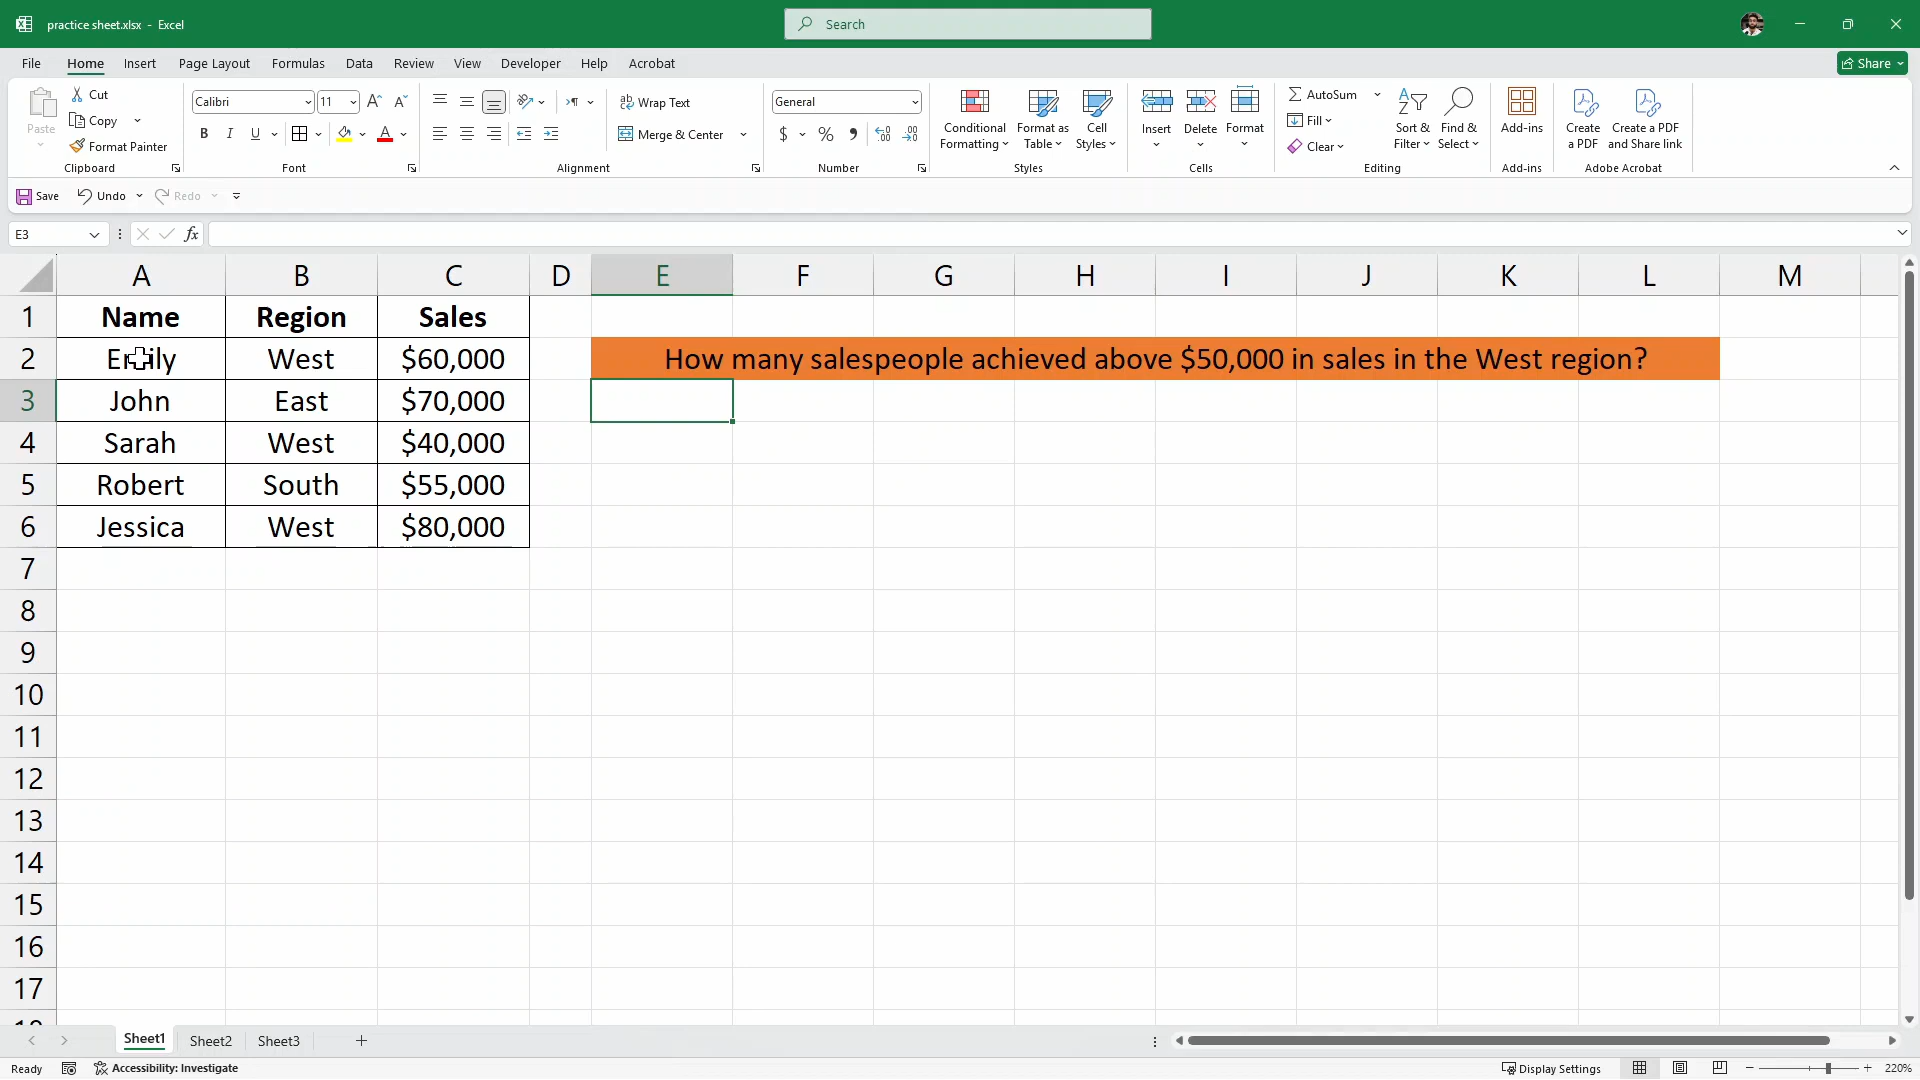 practice sheet.xlsx - Excel
Search
File Home Insert Page Layout Formulas Data Review View Developer Help Acrobat
Share
Paste
Cut
Copy
Format Painter
Clipboard
Calibri 11
B I U
Font
Wrap Text
Merge & Center
Alignment
General
$ % 9
Number
Conditional Formatting
Format as Table
Cell Styles
Styles
Insert Delete Format
Cells
AutoSum
Fill
Clear
Sort & Filter
Find & Select
Editing
Add-ins
Add-ins
Create a PDF
Create a PDF and Share link
Adobe Acrobat
Save Undo Redo
E3 fx
A B C D E F G H I J K L M
1 Name Region Sales
2 Emily West $60,000 How many salespeople achieved above $50,000 in sales in the West region?
3 John East $70,000
4 Sarah West $40,000
5 Robert South $55,000
6 Jessica West $80,000
7
8
9
10
11
12
13
14
15
16
17
Sheet1 Sheet2 Sheet3
Ready Accessibility: Investigate Display Settings 220%